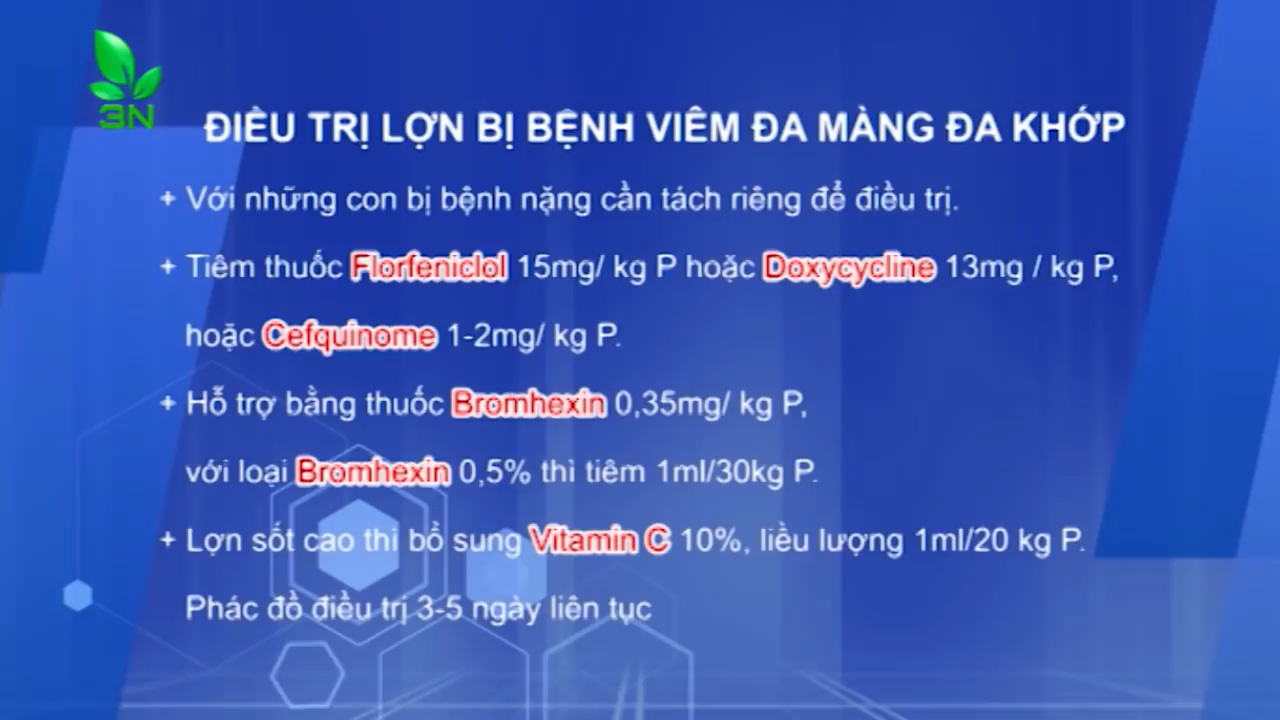 3N
ĐIỀU TRỊ LỢN BỊ BỆNH VIÊM ĐA MÀNG ĐA KHỚP
+ Với những con bị bệnh nặng cần tách riêng để điều trị.
+ Tiêm thuốc Florfeniclol 15mg/ kg P hoặc Doxycycline 13mg / kg P,
hoặc Cefquinome 1-2mg/ kg P.
+ Hỗ trợ bằng thuốc Bromhexin 0,35mg/ kg P,
với loại Bromhexin 0,5% thì tiêm 1ml/30kg P.
+ Lợn sốt cao thì bổ sung Vitamin C 10%, liều lượng 1ml/20 kg P.
Phác đồ điều trị 3-5 ngày liên tục